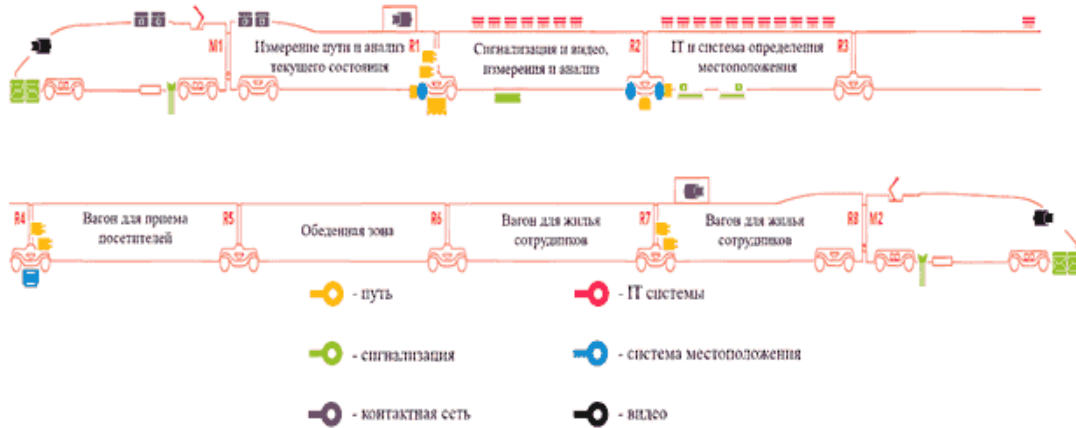 M1
Измерение пути и анализ
текущего состояния
R1
Сигнализация и видео,
измерения и анализ
R2
IT и система определения
местоположения
R3
R4
Вагон для приема
посетителей
R5
Обеденная зона
R6
Вагон для жилья
сотрудников
R7
Вагон для жилья
сотрудников
R8
M2
- путь
- IT системы
- сигнализация
- система местоположения
- контактная сеть
- видео